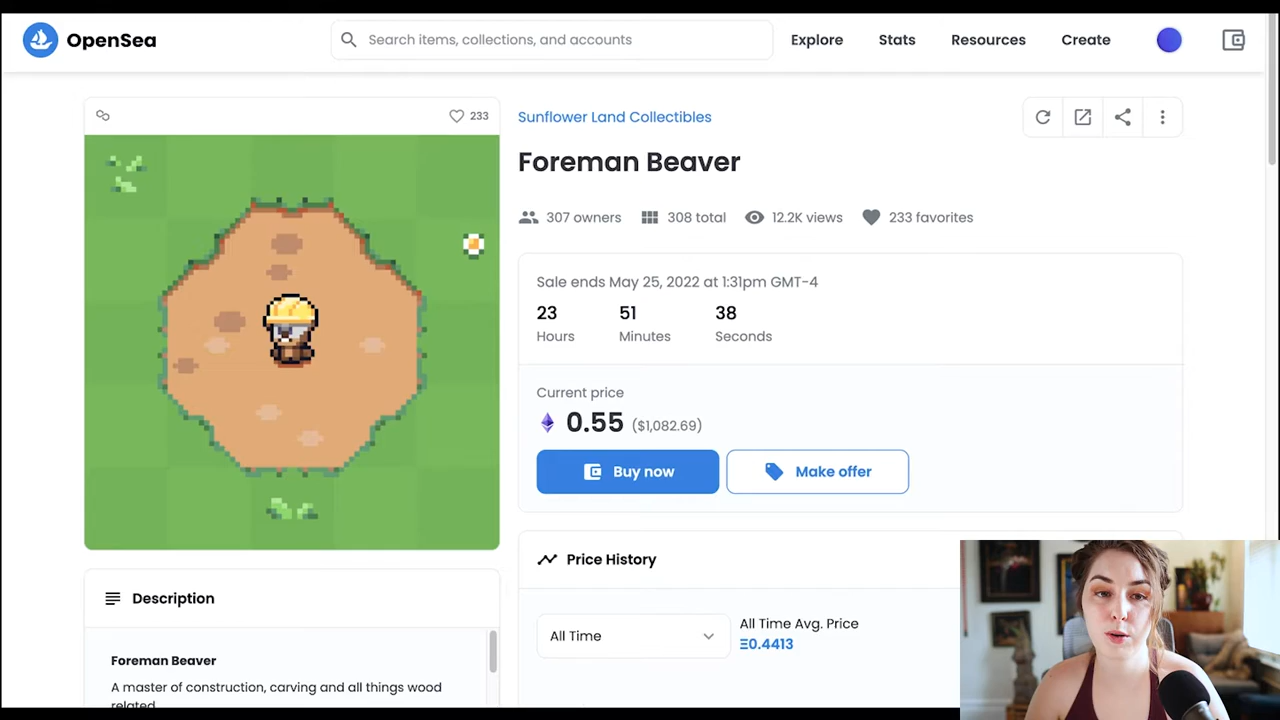 OpenSea
Search items, collections, and accounts
Explore
Stats
Resources
Create
233
Sunflower Land Collectibles
Foreman Beaver
307 owners
308 total
12.2K views
233 favorites
Sale ends May 25, 2022 at 1:31pm GMT-4
23
51
38
Hours
Minutes
Seconds
Current price
0.55 ($1,082.69)
Buy now
Make offer
Price History
All Time
All Time Avg. Price
Ξ0.4413
Description
Foreman Beaver
A master of construction, carving and all things wood
related.